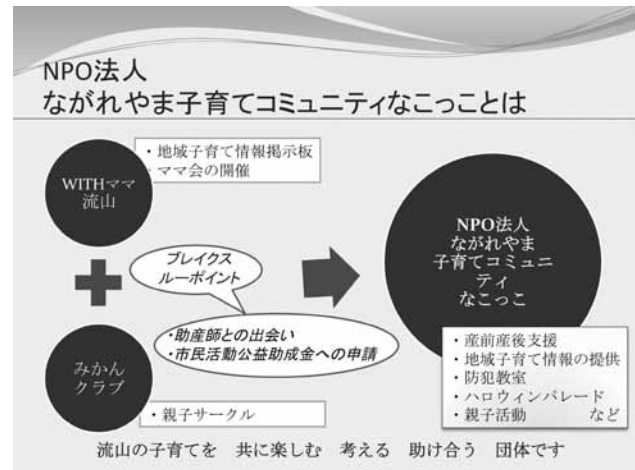 NPO法人
ながれやま子育てコミュニティなこっことは
WITHママ
流山
・地域子育て情報掲示板
・ママ会の開催
ブレイクス
ルーポイント
・助産師との出会い
・市民活動公益助成金への申請
みかん
クラブ
・親子サークル
NPO法人
ながれやま
子育てコミュニ
ティ
なこっこ
・産前産後支援
・地域子育て情報の提供
・防犯教室
・ハロウィンパレード
・親子活動　　　など
流山の子育てを　共に楽しむ　考える　助け合う　団体です